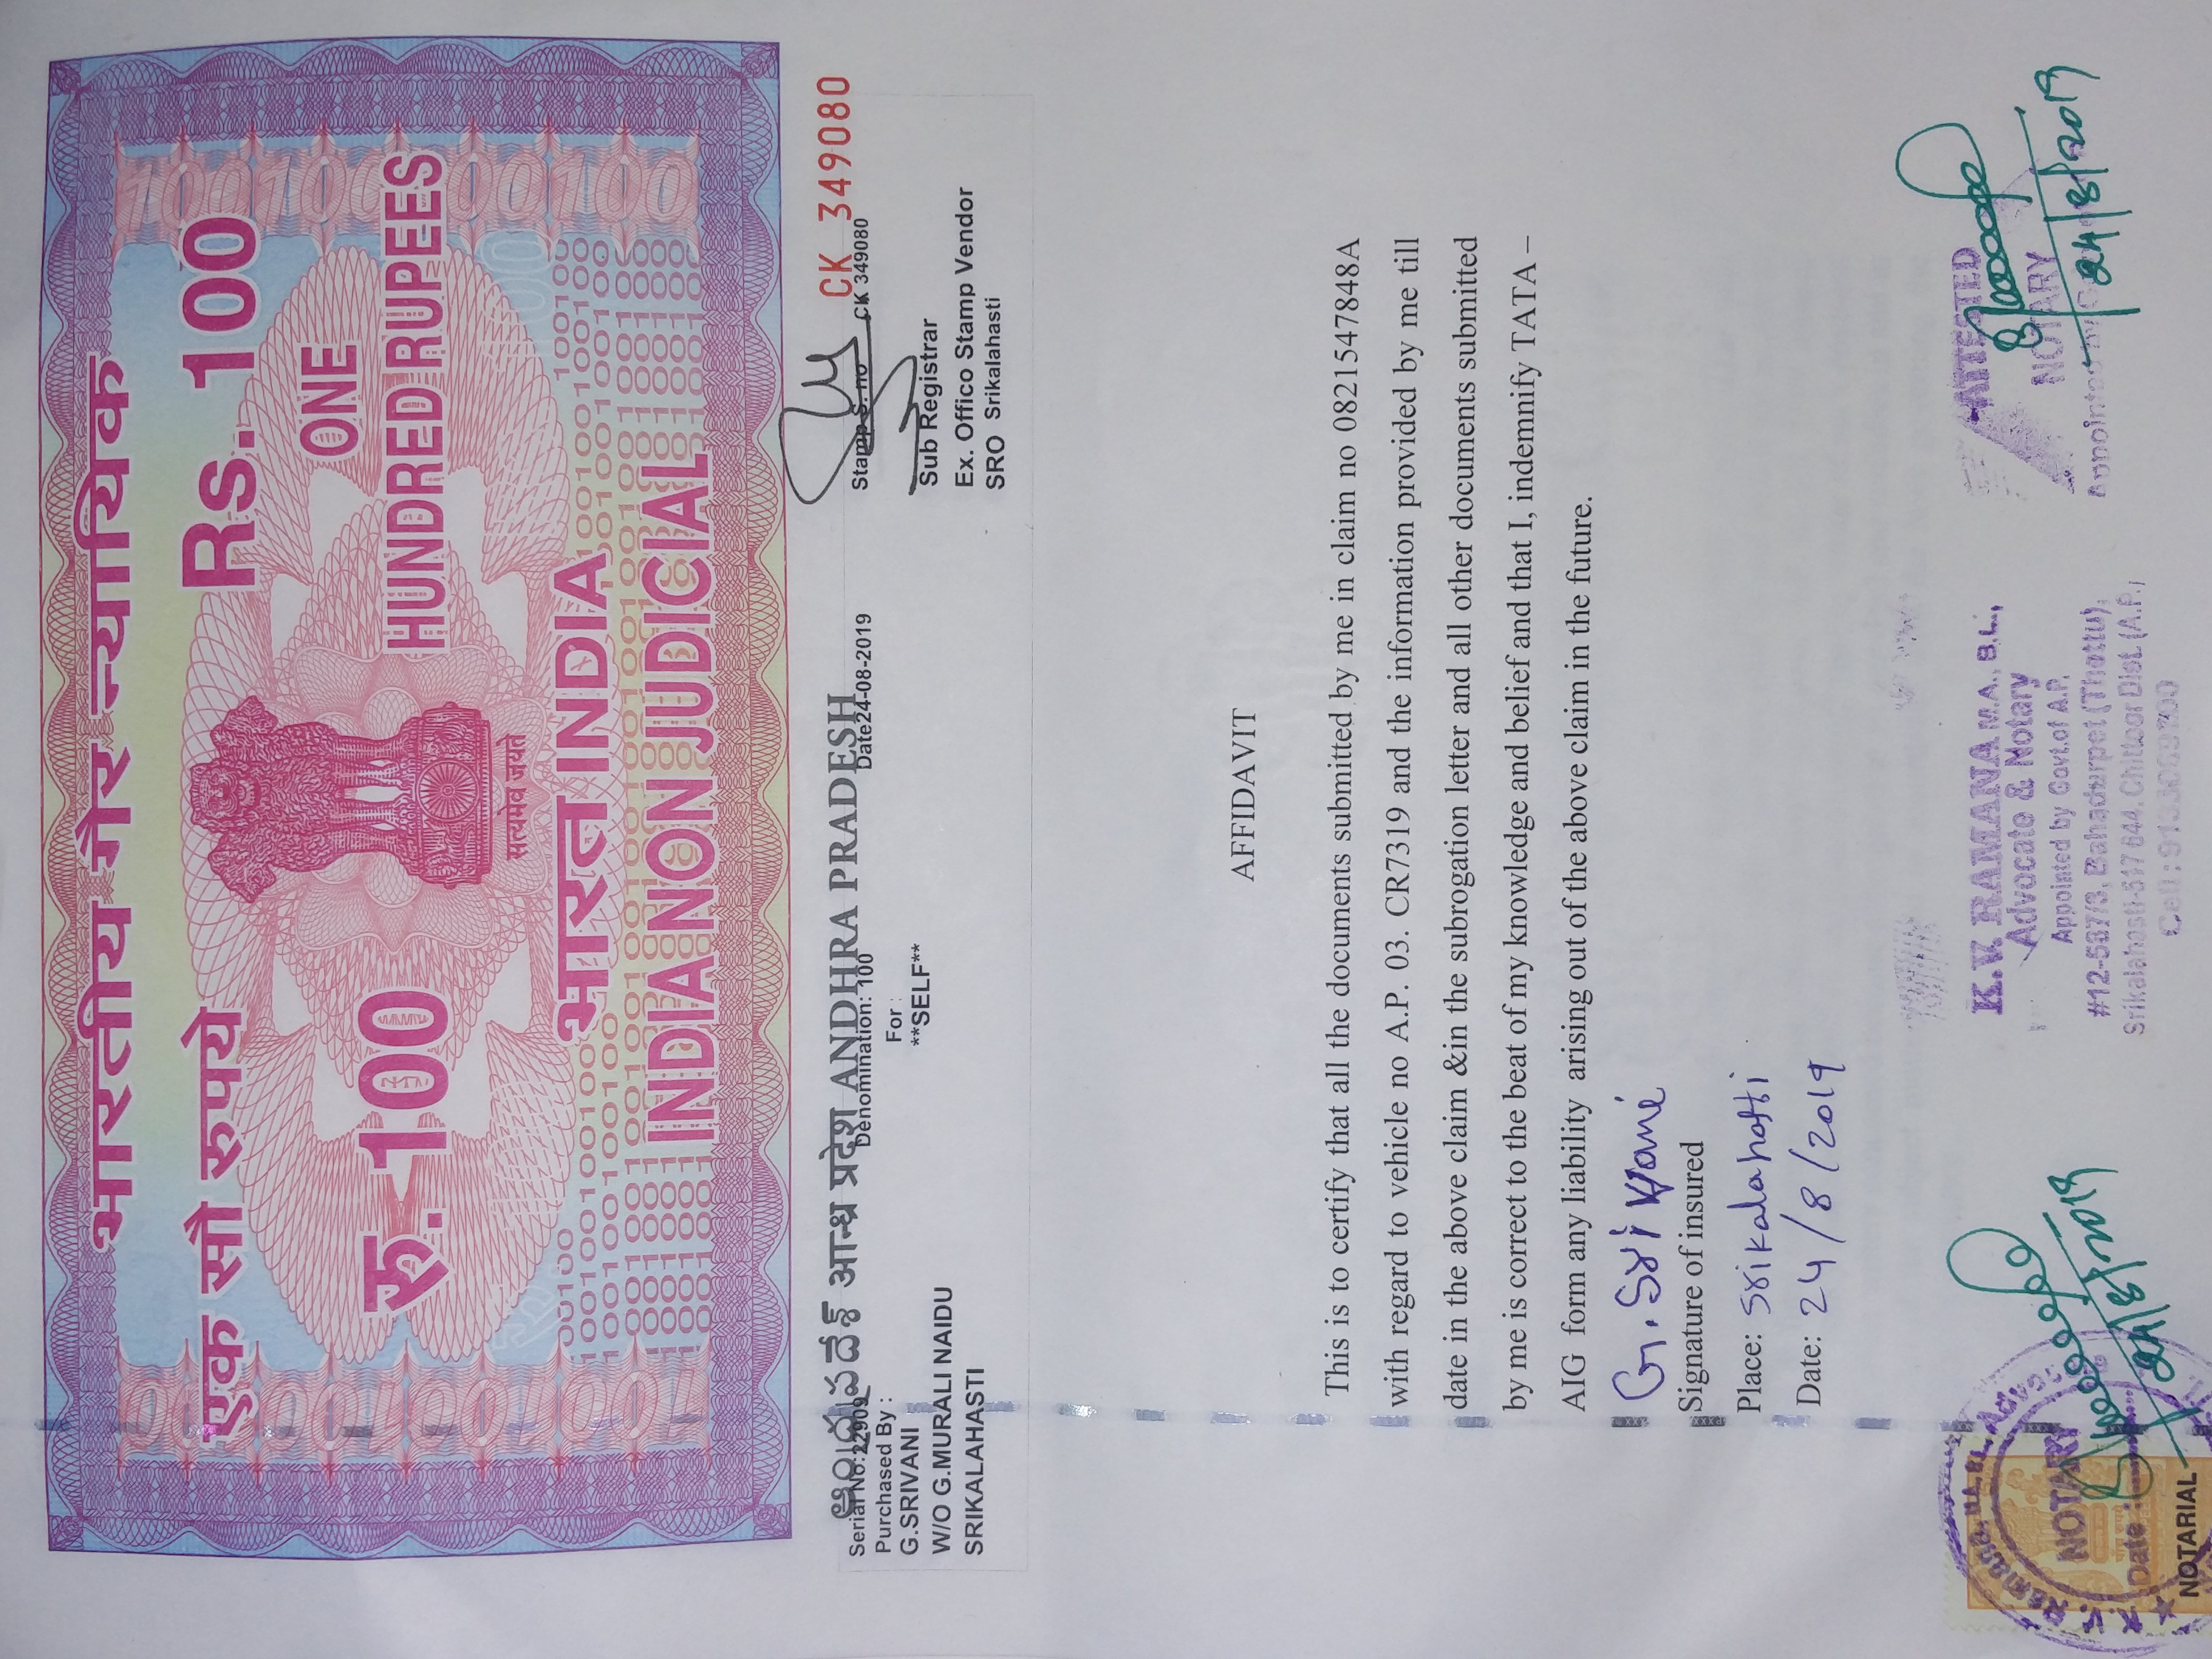 भारतीय गैर न्यायिक
एक सौ रुपये
Rs. 100
रु. 100
ONE
HUNDRED RUPEES
सत्यमेव जयते
भारत INDIA
INDIA NON JUDICIAL
ఆంధ్రప్రదేశ్ आन्ध्र प्रदेश ANDHRA PRADESH
CK 349080
Serial No:
Denomination: 100
Date24-08-2019
Stamp S. no CK 349080
Purchased By :
G.SRIVANI
W/O G.MURALI NAIDU
SRIKALAHASTI
For :
**SELF**
Sub Registrar
Ex. Offico Stamp Vendor
SRO Srikalahasti
AFFIDAVIT
This is to certify that all the documents submitted by me in claim no 0821547848A
with regard to vehicle no A.P. 03. CR7319 and the information provided by me till
date in the above claim &in the subrogation letter and all other documents submitted
by me is correct to the beat of my knowledge and belief and that I, indemnify TATA –
AIG form any liability arising out of the above claim in the future.
G. Srivani
Signature of insured
Place: Srikalahasti
Date: 24/8/2019
K.V. RAMANA M.A., B.L.,
Advocate & Notary
Appointed by Govt.of A.P.
#12-587/3, Bahadurpet (Thottu),
Srikalahasti-517 644. Chittoor Dist. (A.P.)
ATTESTED
NOTARY
24/8/2019
NOTARY
Date
24/8/2019
NOTARIAL